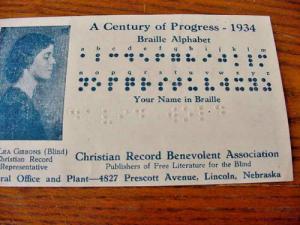 A Century of Progress - 1934
Braille Alphabet
a b c d e f g h i j k l m
n o p q r s t u v w x y z
Your Name in Braille
LEA GIBBONS (Blind)
Christian Record
Representative
Christian Record Benevolent Association
Publishers of Free Literature for the Blind
ral Office and Plant—4827 Prescott Avenue, Lincoln, Nebraska